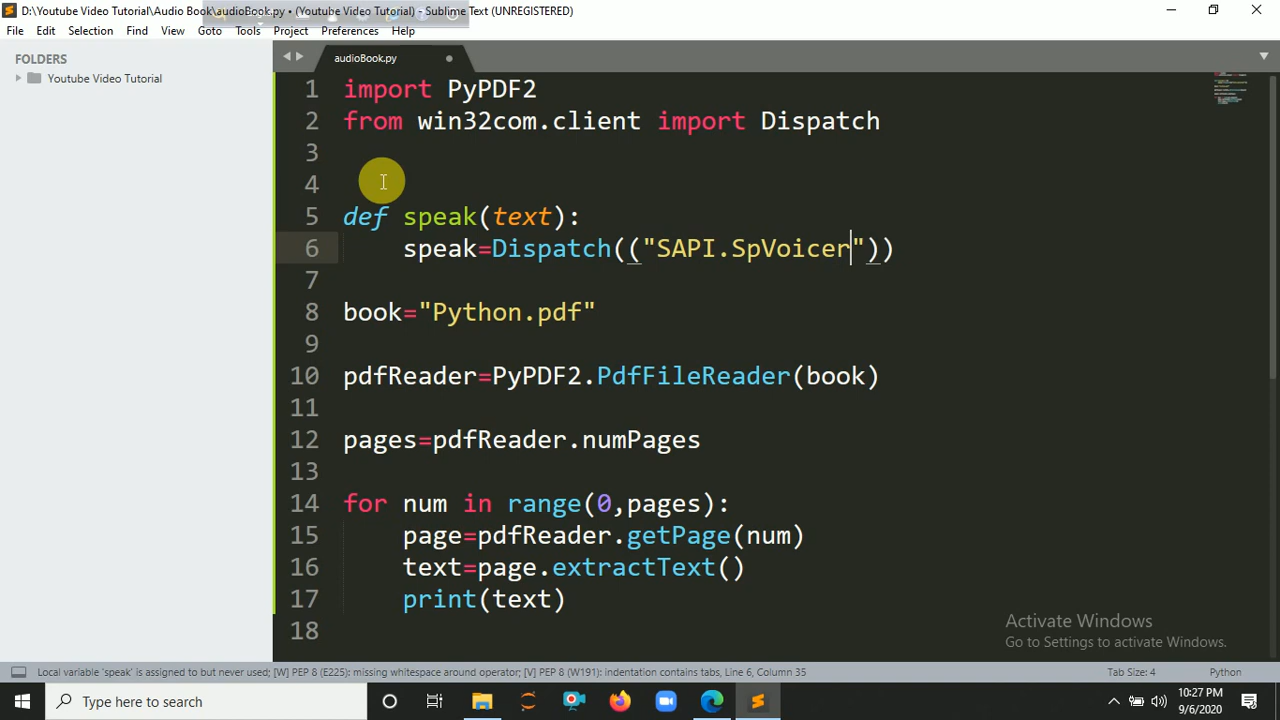 D:\Youtube Video Tutorial\Audio Book\audioBook.py • (Youtube Video Tutorial) - Sublime Text (UNREGISTERED)
File Edit Selection Find View Goto Tools Project Preferences Help
FOLDERS
Youtube Video Tutorial
audioBook.py
1 import PyPDF2
2 from win32com.client import Dispatch
3
4
5 def speak(text):
6 speak=Dispatch(("SAPI.SpVoicer"))
7
8 book="Python.pdf"
9
10 pdfReader=PyPDF2.PdfFileReader(book)
11
12 pages=pdfReader.numPages
13
14 for num in range(0,pages):
15 page=pdfReader.getPage(num)
16 text=page.extractText()
17 print(text)
18
Activate Windows
Go to Settings to activate Windows.
Local variable 'speak' is assigned to but never used; [W] PEP 8 (E225): missing whitespace around operator; [V] PEP 8 (W191): indentation contains tabs, Line 6, Column 35 Tab Size: 4 Python
Type here to search
10:27 PM
9/6/2020